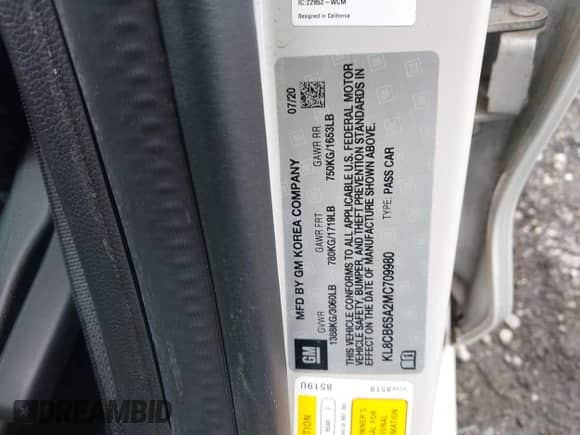 IC:22952-WCM
Designed in California
MFD BY GM KOREA COMPANY 07/20
GVWR GAWR FRT GAWR RR
1388KG/3060LB 780KG/1719LB 750KG/1653LB
THIS VEHICLE CONFORMS TO ALL APPLICABLE U.S. FEDERAL MOTOR
VEHICLE SAFETY, BUMPER, AND THEFT PREVENTION STANDARDS IN
EFFECT ON THE DATE OF MANUFACTURE SHOWN ABOVE.
KL8CB6SA2MC709980 TYPE: PASS CAR
GM
8519U
DREAMBID